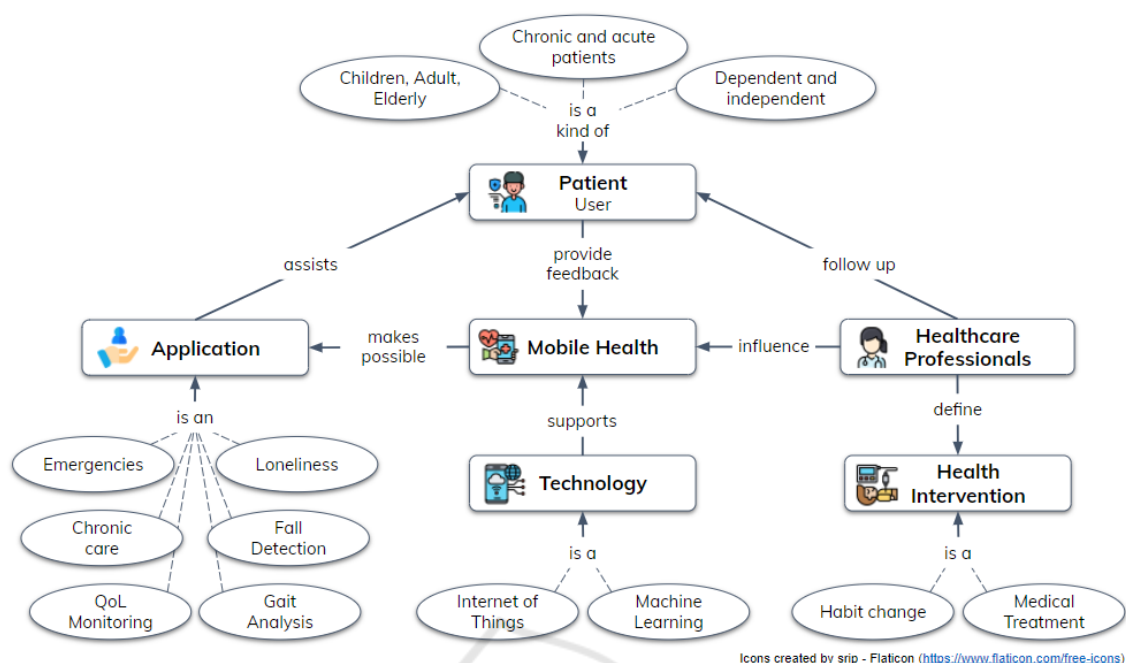 Chronic and acute
patients
Children, Adult,
Elderly
Dependent and
independent
is a
kind of
Patient
User
assists
provide
feedback
follow up
Application
makes
possible
Mobile Health
influence
Healthcare
Professionals
is an
supports
define
Emergencies
Loneliness
Technology
Health
Intervention
Chronic
care
Fall
Detection
is a
is a
QoL
Monitoring
Gait
Analysis
Internet of
Things
Machine
Learning
Habit change
Medical
Treatment
Icons created by srip - Flaticon (https://www.flaticon.com/free-icons)